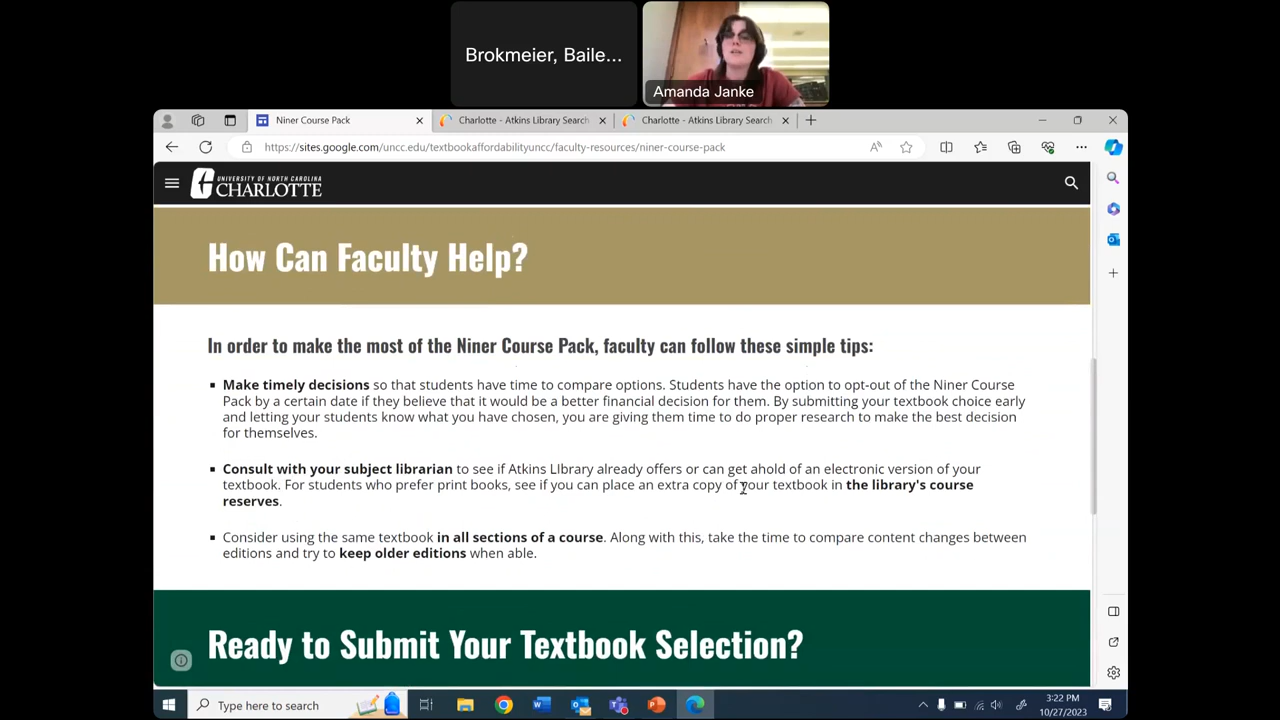 Brokmeier, Baile...
Amanda Janke
Niner Course Pack
Charlotte - Atkins Library Search
Charlotte - Atkins Library Search
https://sites.google.com/uncc.edu/textbookaffordabilityuncc/faculty-resources/niner-course-pack
UNIVERSITY OF NORTH CAROLINA
CHARLOTTE
How Can Faculty Help?
In order to make the most of the Niner Course Pack, faculty can follow these simple tips:
Make timely decisions so that students have time to compare options. Students have the option to opt-out of the Niner Course
Pack by a certain date if they believe that it would be a better financial decision for them. By submitting your textbook choice early
and letting your students know what you have chosen, you are giving them time to do proper research to make the best decision
for themselves.
Consult with your subject librarian to see if Atkins LIbrary already offers or can get ahold of an electronic version of your
textbook. For students who prefer print books, see if you can place an extra copy of your textbook in the library's course
reserves.
Consider using the same textbook in all sections of a course. Along with this, take the time to compare content changes between
editions and try to keep older editions when able.
Ready to Submit Your Textbook Selection?
Type here to search
3:22 PM
10/27/2023